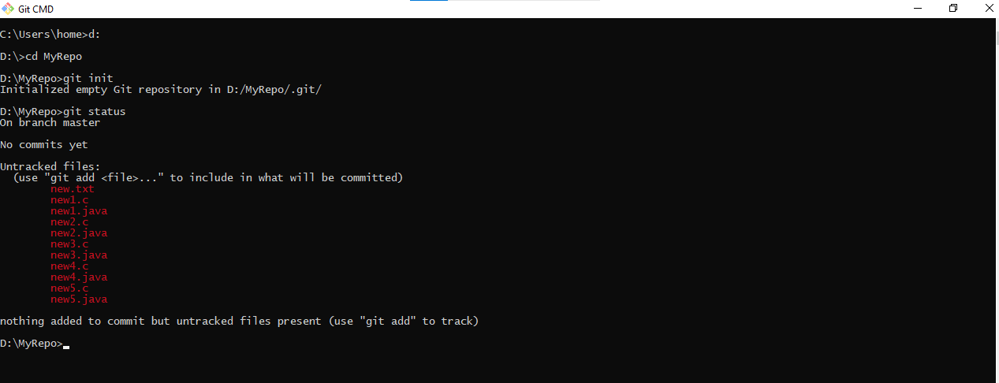 Git CMD
C:\Users\home>d:
D:\>cd MyRepo
D:\MyRepo>git init
Initialized empty Git repository in D:/MyRepo/.git/
D:\MyRepo>git status
On branch master
No commits yet
Untracked files:
  (use "git add <file>..." to include in what will be committed)
        new.txt
        new1.c
        new1.java
        new2.c
        new2.java
        new3.c
        new3.java
        new4.c
        new4.java
        new5.c
        new5.java
nothing added to commit but untracked files present (use "git add" to track)
D:\MyRepo>